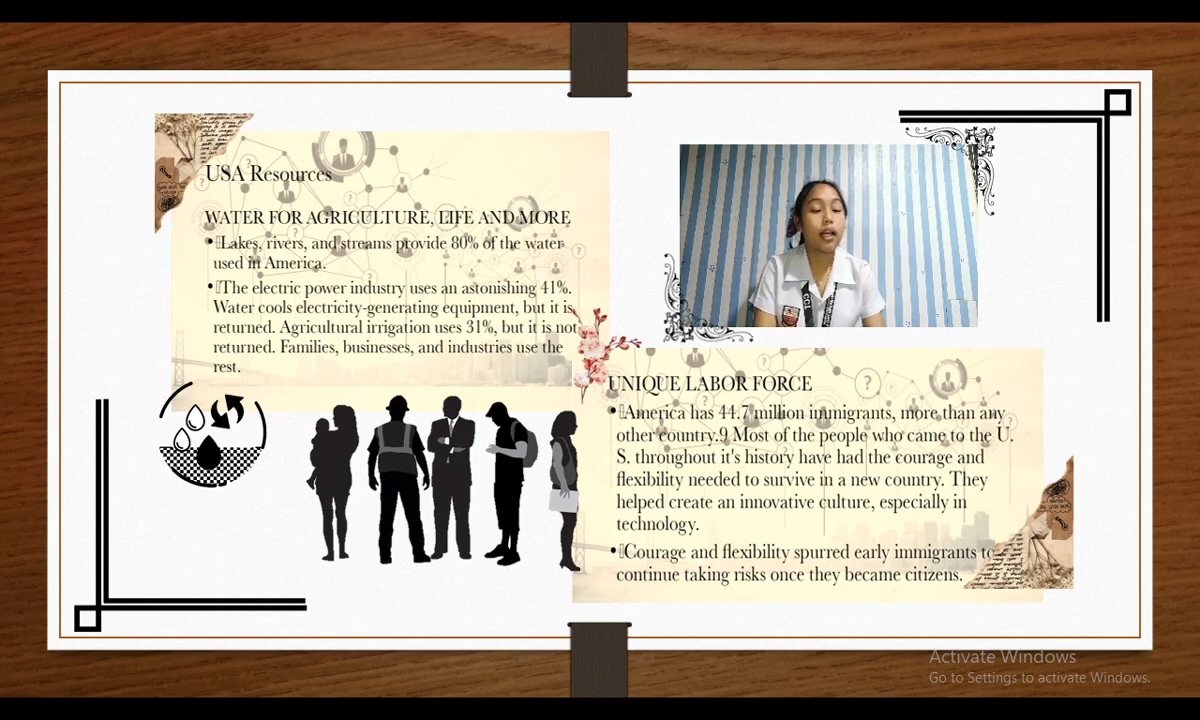 USA Resources
WATER FOR AGRICULTURE, LIFE AND MORE
• Lakes, rivers, and streams provide 80% of the water
used in America.
• The electric power industry uses an astonishing 41%.
Water cools electricity-generating equipment, but it is
returned. Agricultural irrigation uses 31%, but it is not
returned. Families, businesses, and industries use the
rest.
UNIQUE LABOR FORCE
• America has 44.7 million immigrants, more than any
other country.9 Most of the people who came to the U.
S. throughout it's history have had the courage and
flexibility needed to survive in a new country. They
helped create an innovative culture, especially in
technology.
• Courage and flexibility spurred early immigrants to
continue taking risks once they became citizens.
Activate Windows
Go to Settings to activate Windows.